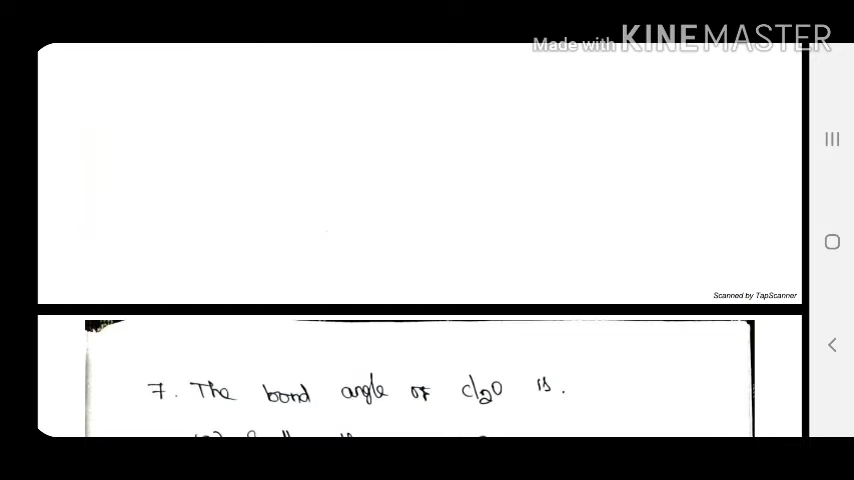 Made with KINEMASTER
Scanned by TapScanner
7. The bond angle of Cl2O is.